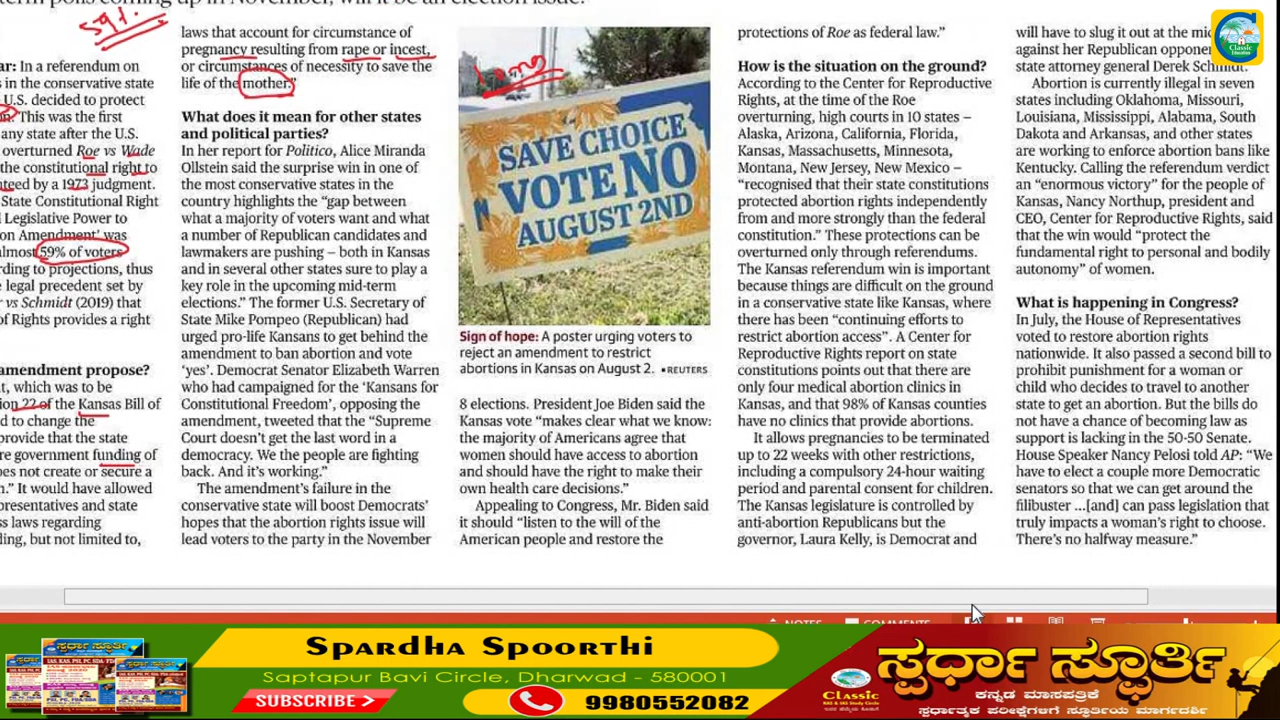 term polls coming up in November, will it be an election issue?
59%.
ar: In a referendum on
s in the conservative state
U.S. decided to protect
This was the first
any state after the U.S.
overturned Roe vs Wade
the constitutional right to
teed by a 1973 judgment.
State Constitutional Right
Legislative Power to
on Amendment’ was
almost 59% of voters
rding to projections, thus
legal precedent set by
r vs Schmidt (2019) that
of Rights provides a right
amendment propose?
t, which was to be
ion 22 of the Kansas Bill of
d to change the
provide that the state
re government funding of
oes not create or secure a
n.” It would have allowed
presentatives and state
ss laws regarding
ding, but not limited to,
laws that account for circumstance of
pregnancy resulting from rape or incest,
or circumstances of necessity to save the
life of the mother.”
What does it mean for other states
and political parties?
In her report for Politico, Alice Miranda
Ollstein said the surprise win in one of
the most conservative states in the
country highlights the “gap between
what a majority of voters want and what
a number of Republican candidates and
lawmakers are pushing – both in Kansas
and in several other states sure to play a
key role in the upcoming mid-term
elections.” The former U.S. Secretary of
State Mike Pompeo (Republican) had
urged pro-life Kansans to get behind the
amendment to ban abortion and vote
‘yes’. Democrat Senator Elizabeth Warren
who had campaigned for the ‘Kansans for
Constitutional Freedom’, opposing the
amendment, tweeted that the “Supreme
Court doesn’t get the last word in a
democracy. We the people are fighting
back. And it’s working.”
The amendment’s failure in the
conservative state will boost Democrats’
hopes that the abortion rights issue will
lead voters to the party in the November
SAVE CHOICE
VOTE NO
AUGUST 2ND
Sign of hope: A poster urging voters to
reject an amendment to restrict
abortions in Kansas on August 2. ▪REUTERS
8 elections. President Joe Biden said the
Kansas vote “makes clear what we know:
the majority of Americans agree that
women should have access to abortion
and should have the right to make their
own health care decisions.”
Appealing to Congress, Mr. Biden said
it should “listen to the will of the
American people and restore the
protections of Roe as federal law.”
How is the situation on the ground?
According to the Center for Reproductive
Rights, at the time of the Roe
overturning, high courts in 10 states –
Alaska, Arizona, California, Florida,
Kansas, Massachusetts, Minnesota,
Montana, New Jersey, New Mexico –
“recognised that their state constitutions
protected abortion rights independently
from and more strongly than the federal
constitution.” These protections can be
overturned only through referendums.
The Kansas referendum win is important
because things are difficult on the ground
in a conservative state like Kansas, where
there has been “continuing efforts to
restrict abortion access”. A Center for
Reproductive Rights report on state
constitutions points out that there are
only four medical abortion clinics in
Kansas, and that 98% of Kansas counties
have no clinics that provide abortions.
It allows pregnancies to be terminated
up to 22 weeks with other restrictions,
including a compulsory 24-hour waiting
period and parental consent for children.
The Kansas legislature is controlled by
anti-abortion Republicans but the
governor, Laura Kelly, is Democrat and
will have to slug it out at the mid
against her Republican opponen
state attorney general Derek Schmidt.
Abortion is currently illegal in seven
states including Oklahoma, Missouri,
Louisiana, Mississippi, Alabama, South
Dakota and Arkansas, and other states
are working to enforce abortion bans like
Kentucky. Calling the referendum verdict
an “enormous victory” for the people of
Kansas, Nancy Northup, president and
CEO, Center for Reproductive Rights, said
that the win would “protect the
fundamental right to personal and bodily
autonomy” of women.
What is happening in Congress?
In July, the House of Representatives
voted to restore abortion rights
nationwide. It also passed a second bill to
prohibit punishment for a woman or
child who decides to travel to another
state to get an abortion. But the bills do
not have a chance of becoming law as
support is lacking in the 50-50 Senate.
House Speaker Nancy Pelosi told AP: “We
have to elect a couple more Democratic
senators so that we can get around the
filibuster ...[and] can pass legislation that
truly impacts a woman’s right to choose.
There’s no halfway measure.”
Classic
Education
NOTES
COMMENTS
SPARDHA SPOORTHI
Saptapur Bavi Circle, Dharwad - 580001
SUBSCRIBE >
9980552082
Classic
ಸ್ಪರ್ಧಾ ಸ್ಫೂರ್ತಿ
ಕನ್ನಡ ಮಾಸಪತ್ರಿಕೆ
ಸ್ಪರ್ಧಾತ್ಮಕ ಪರೀಕ್ಷೆಗಳಿಗೆ ಸ್ಫೂರ್ತಿಯ ಮಾರ್ಗದರ್ಶಿ